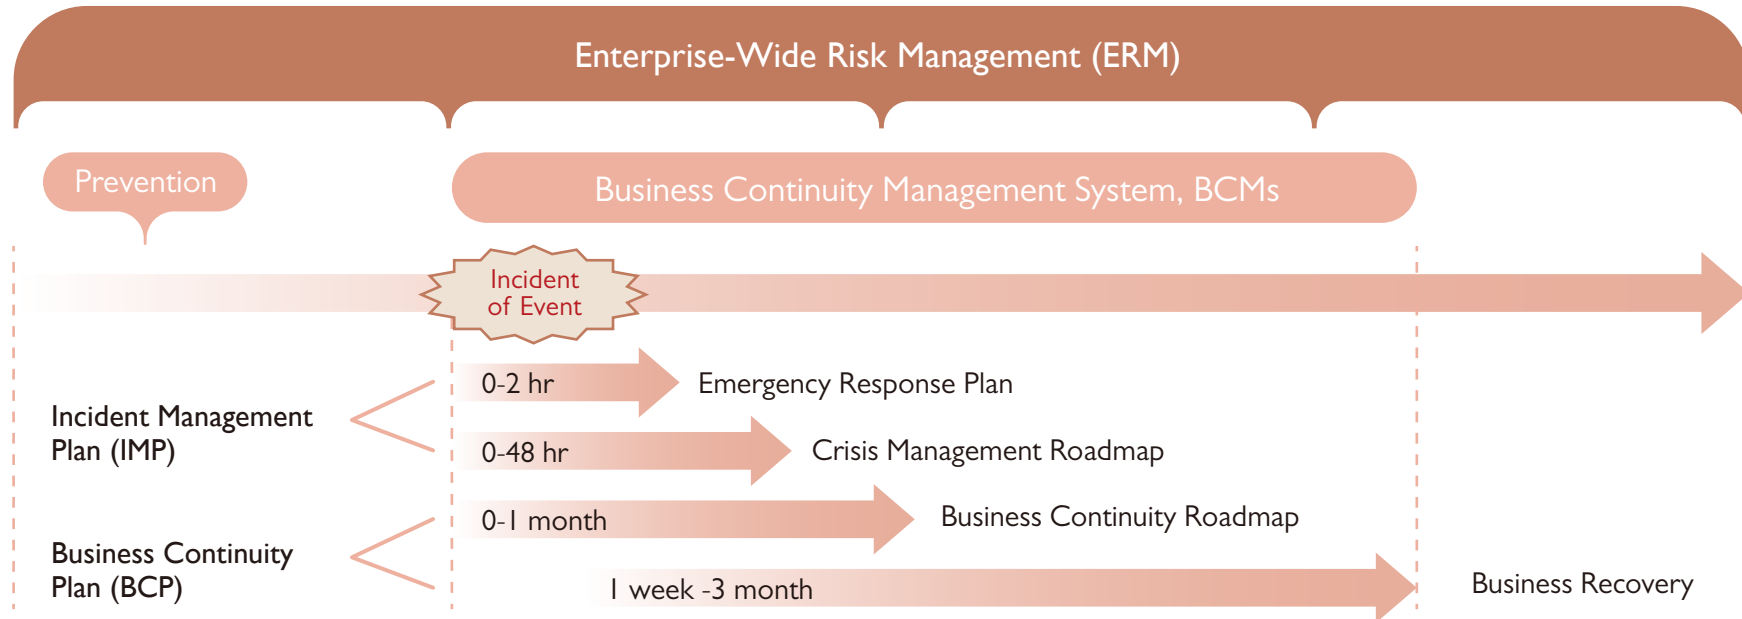 Enterprise-Wide Risk Management (ERM)
Prevention
Business Continuity Management System, BCMs
Incident
of Event
Incident Management
Plan (IMP)
0-2 hr
Emergency Response Plan
0-48 hr
Crisis Management Roadmap
Business Continuity
Plan (BCP)
0-1 month
Business Continuity Roadmap
1 week -3 month
Business Recovery